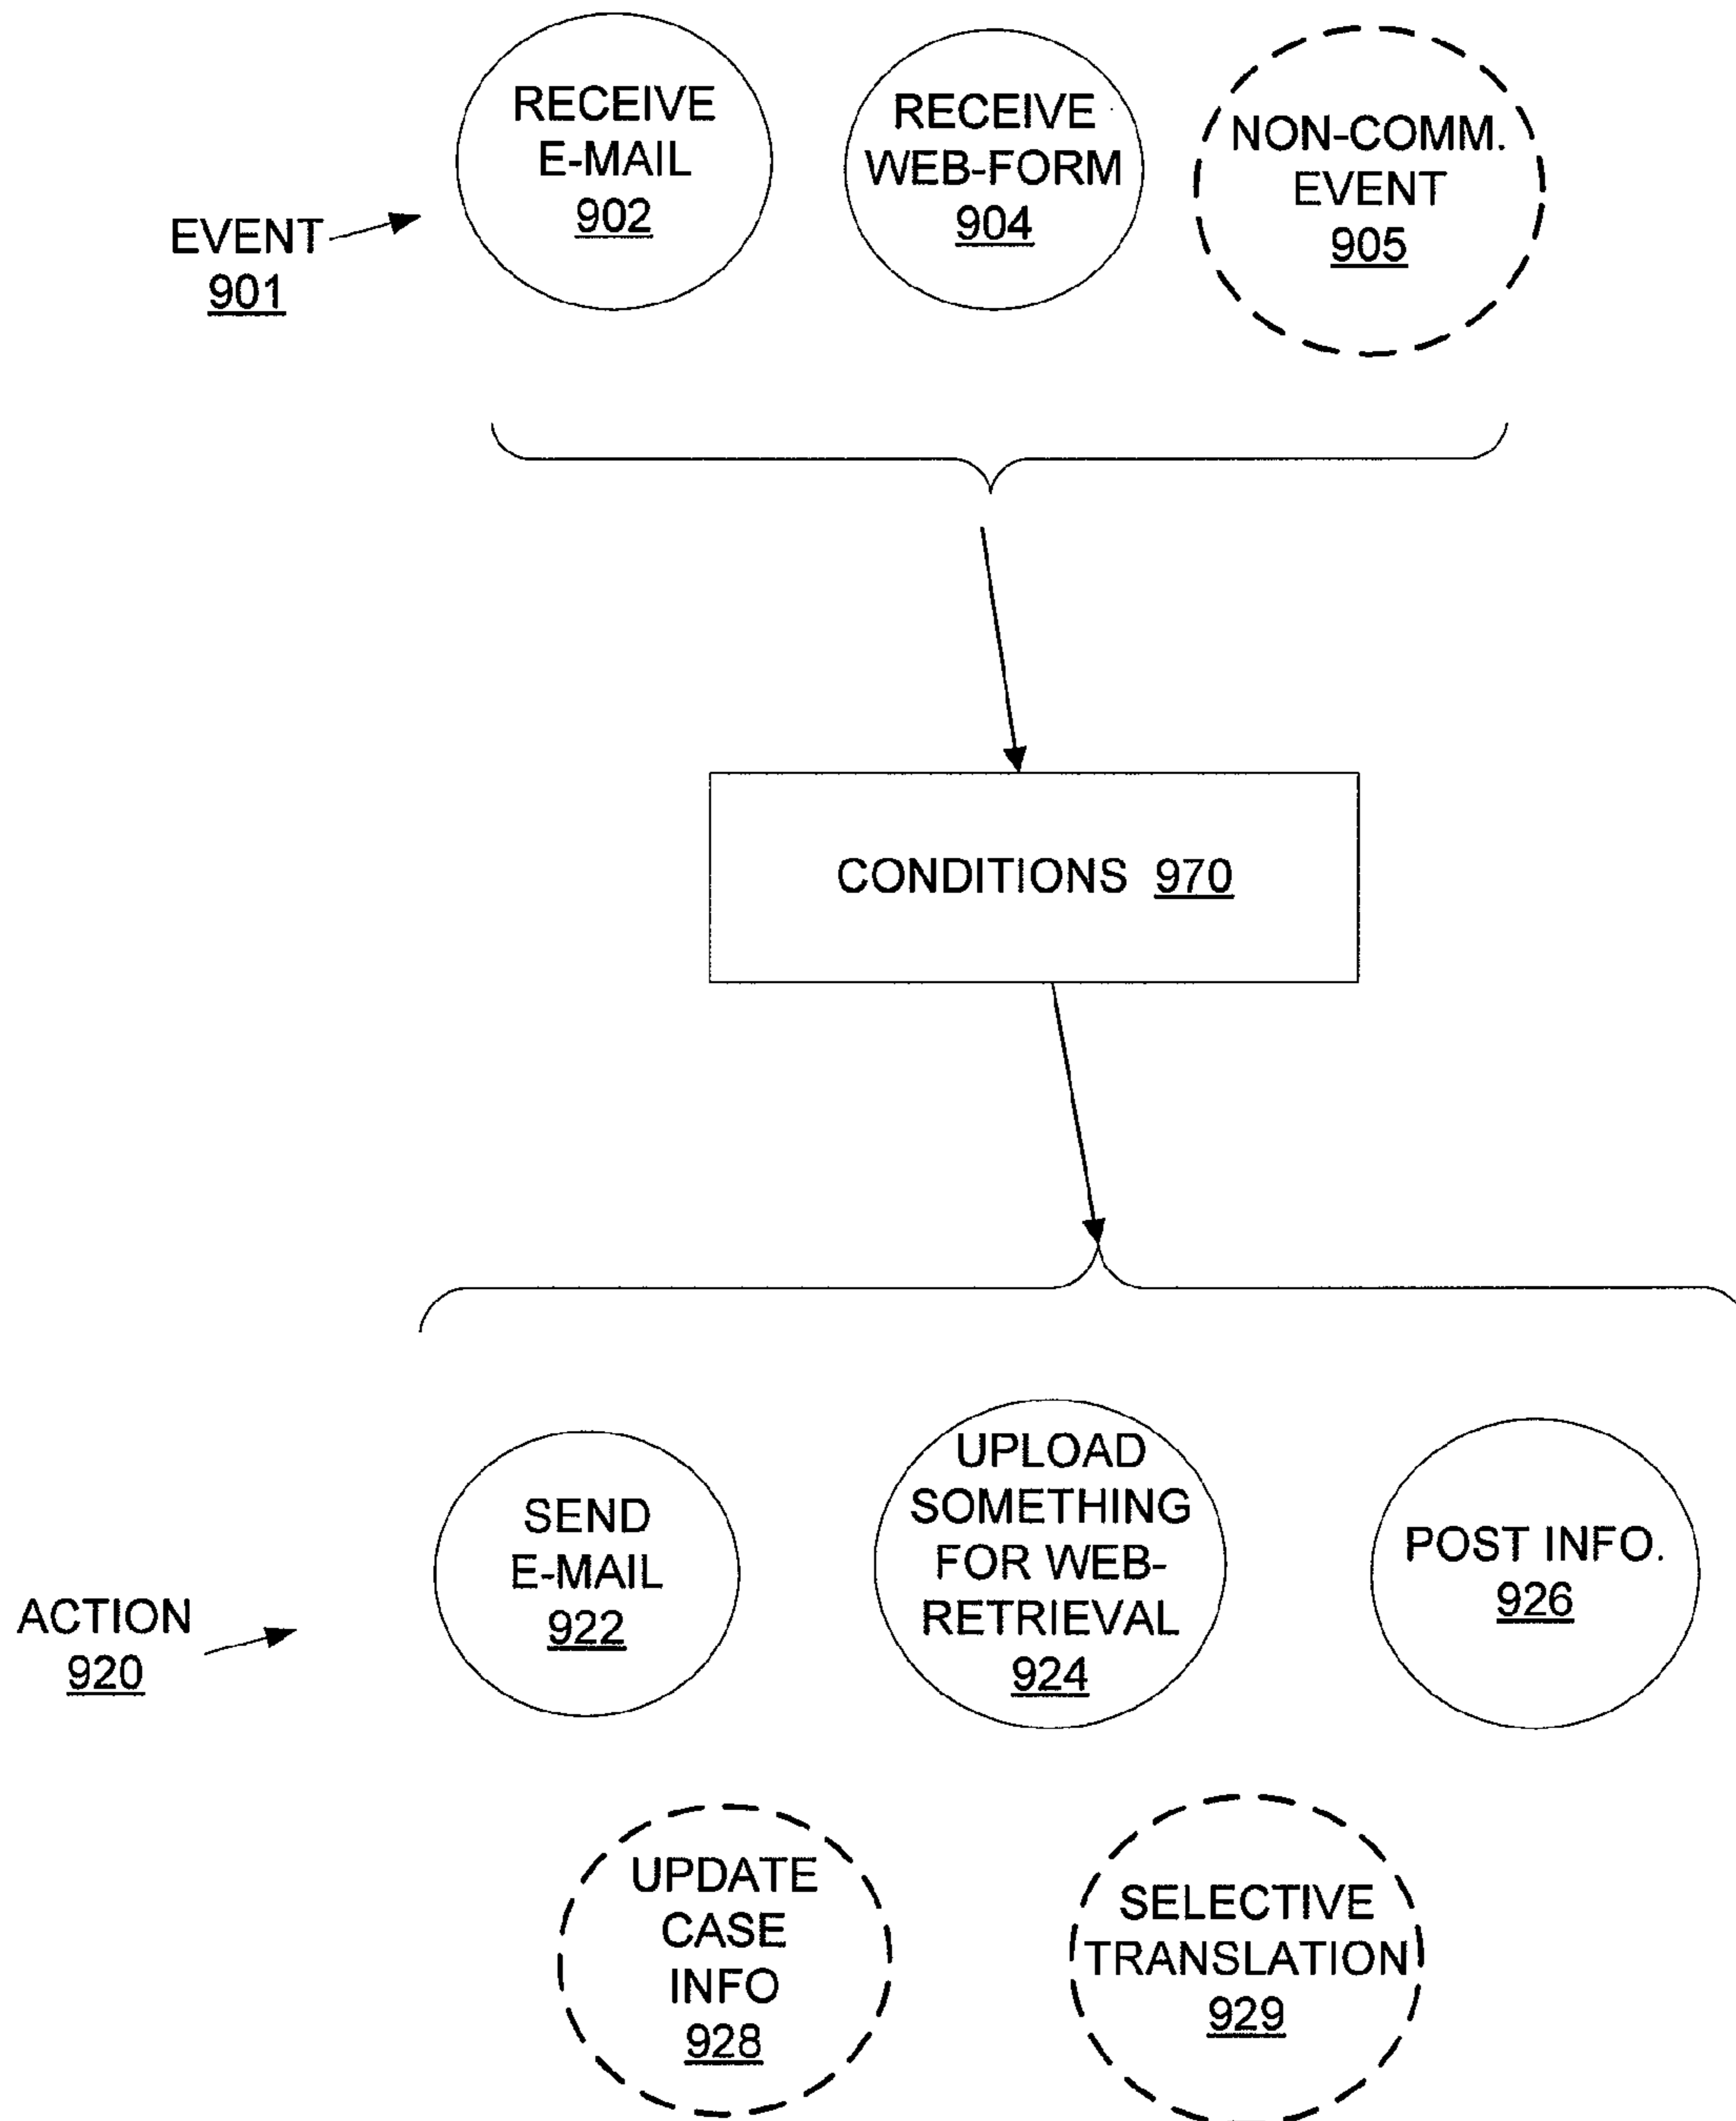 RECEIVE
E-MAIL
902
RECEIVE
WEB-FORM
904
NON-COMM.
EVENT
905
EVENT
901
CONDITIONS 970
SEND
E-MAIL
922
UPLOAD
SOMETHING
FOR WEB-
RETRIEVAL
924
POST INFO.
926
ACTION
920
UPDATE
CASE
INFO
928
SELECTIVE
TRANSLATION
929